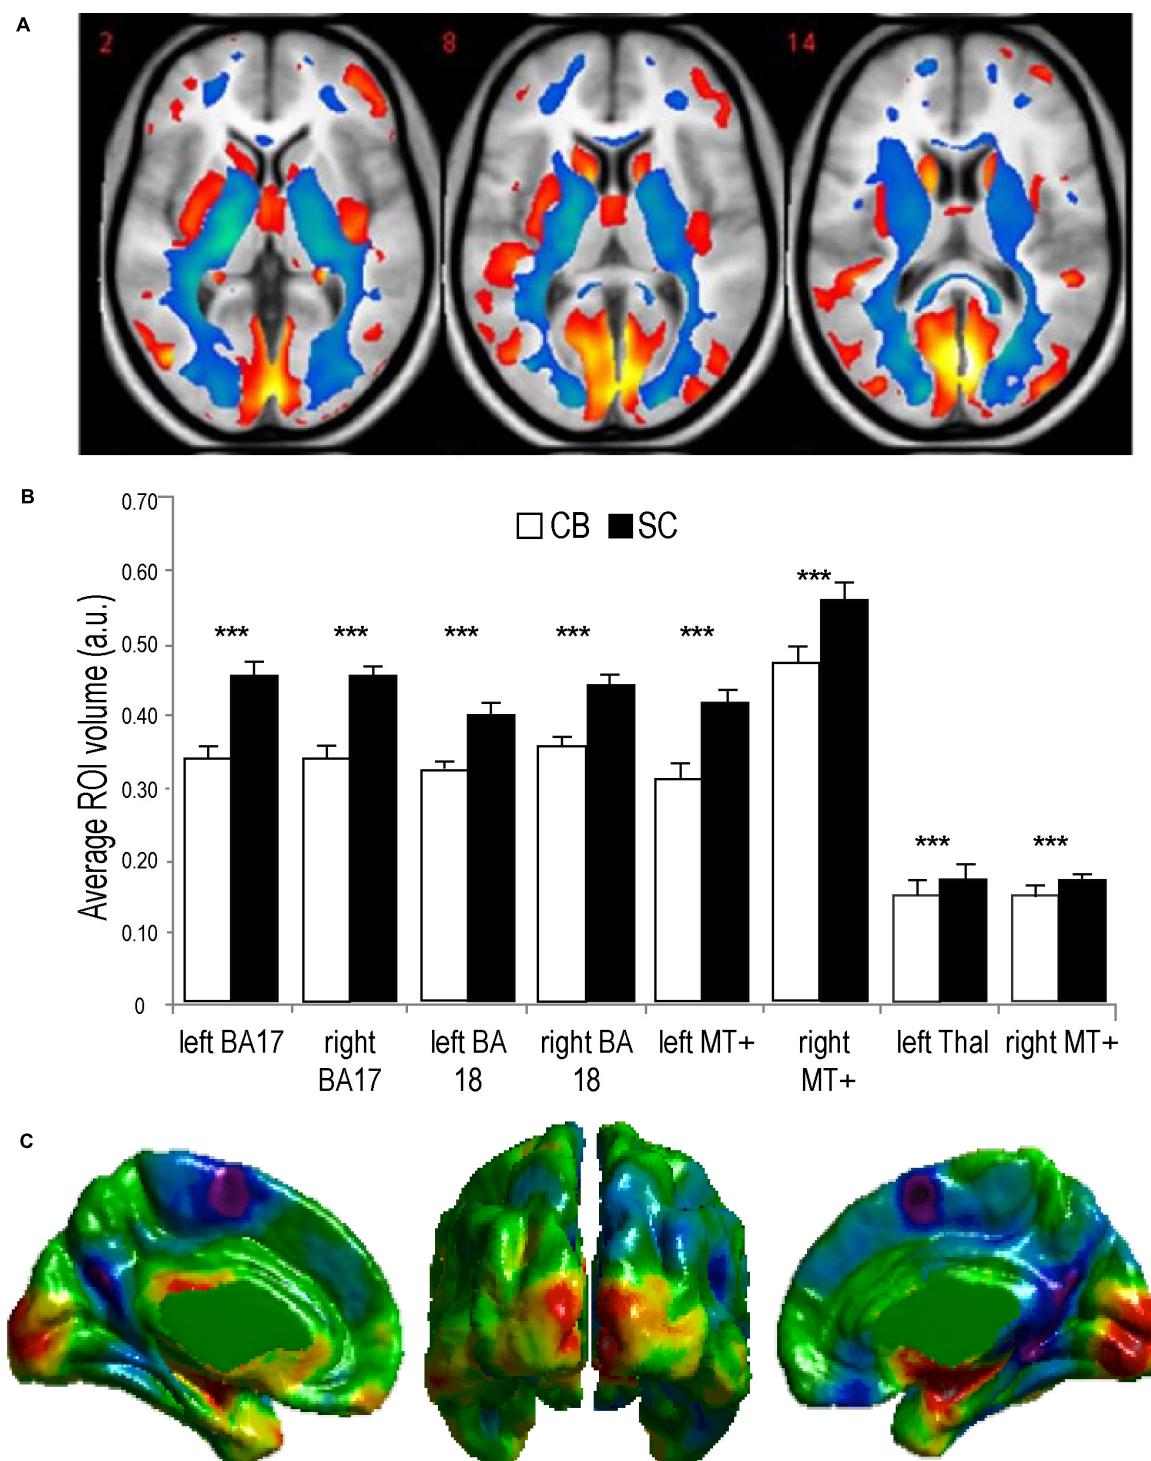 A
2 8 14
B
0.70
0.60
0.50
0.40
0.30
0.20
0.10
0
Average ROI volume (a.u.)
CB SC
*** *** *** *** *** *** *** ***
left BA17 right left BA right BA left MT+ right left Thal right MT+
BA17 18 18 MT+
C